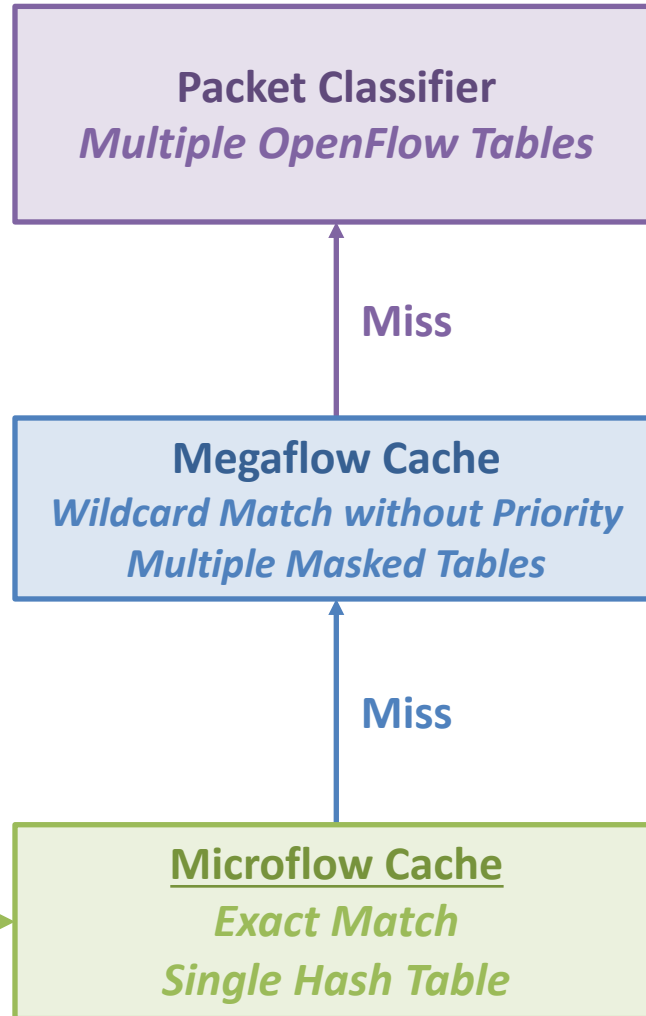 Packet Classifier
Multiple OpenFlow Tables
Miss
Megaflow Cache
Wildcard Match without Priority
Multiple Masked Tables
Miss
Microflow Cache
Exact Match
Single Hash Table